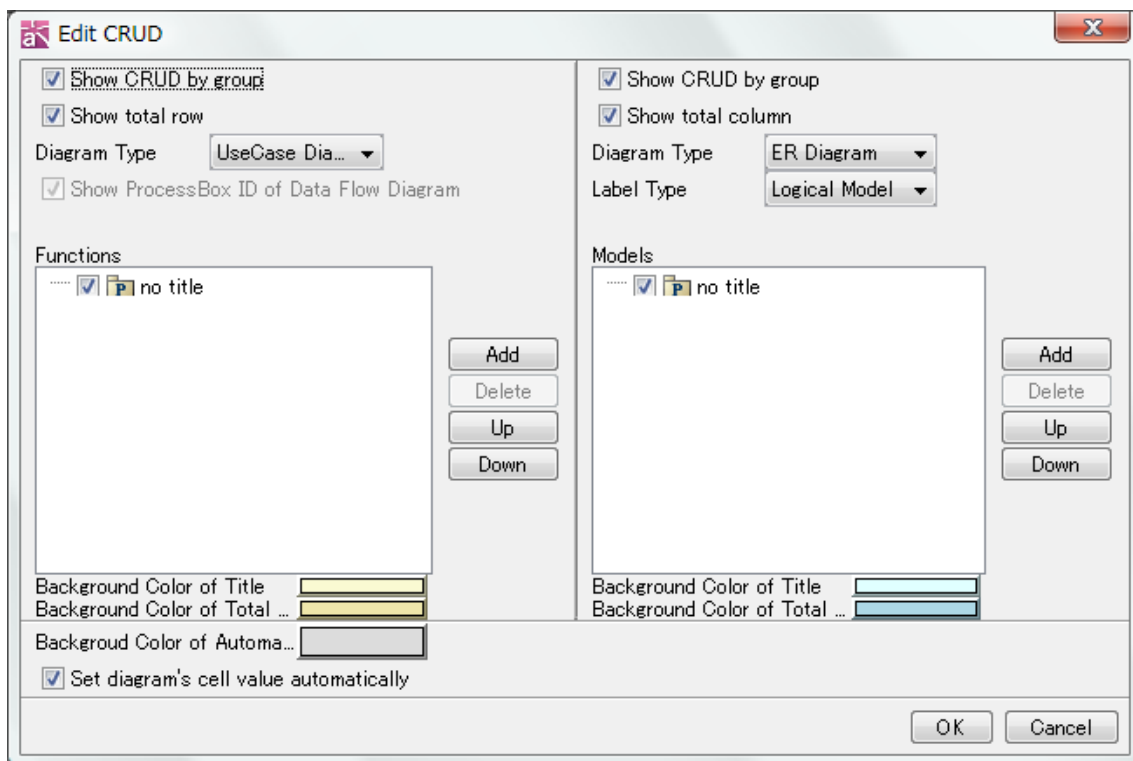 Edit CRUD
Show CRUD by group
Show total row
Diagram Type UseCase Dia...
Show ProcessBox ID of Data Flow Diagram
Functions
P no title
Add
Delete
Up
Down
Background Color of Title
Background Color of Total ...
Show CRUD by group
Show total column
Diagram Type ER Diagram
Label Type Logical Model
Models
P no title
Add
Delete
Up
Down
Background Color of Title
Background Color of Total ...
Backgroud Color of Automa...
Set diagram's cell value automatically
OK Cancel